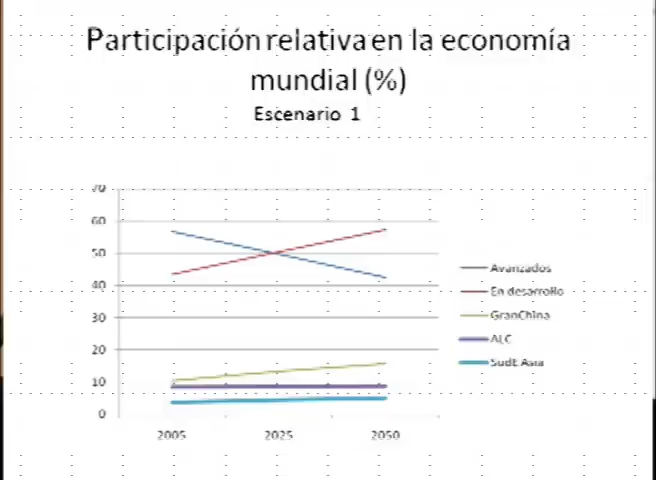 Participación relativa en la economía
mundial (%)
Escenario 1
70
60
50
40
30
20
10
0
2005
2025
2050
Avanzados
En desarrollo
GranChina
ALC
SudE Asia